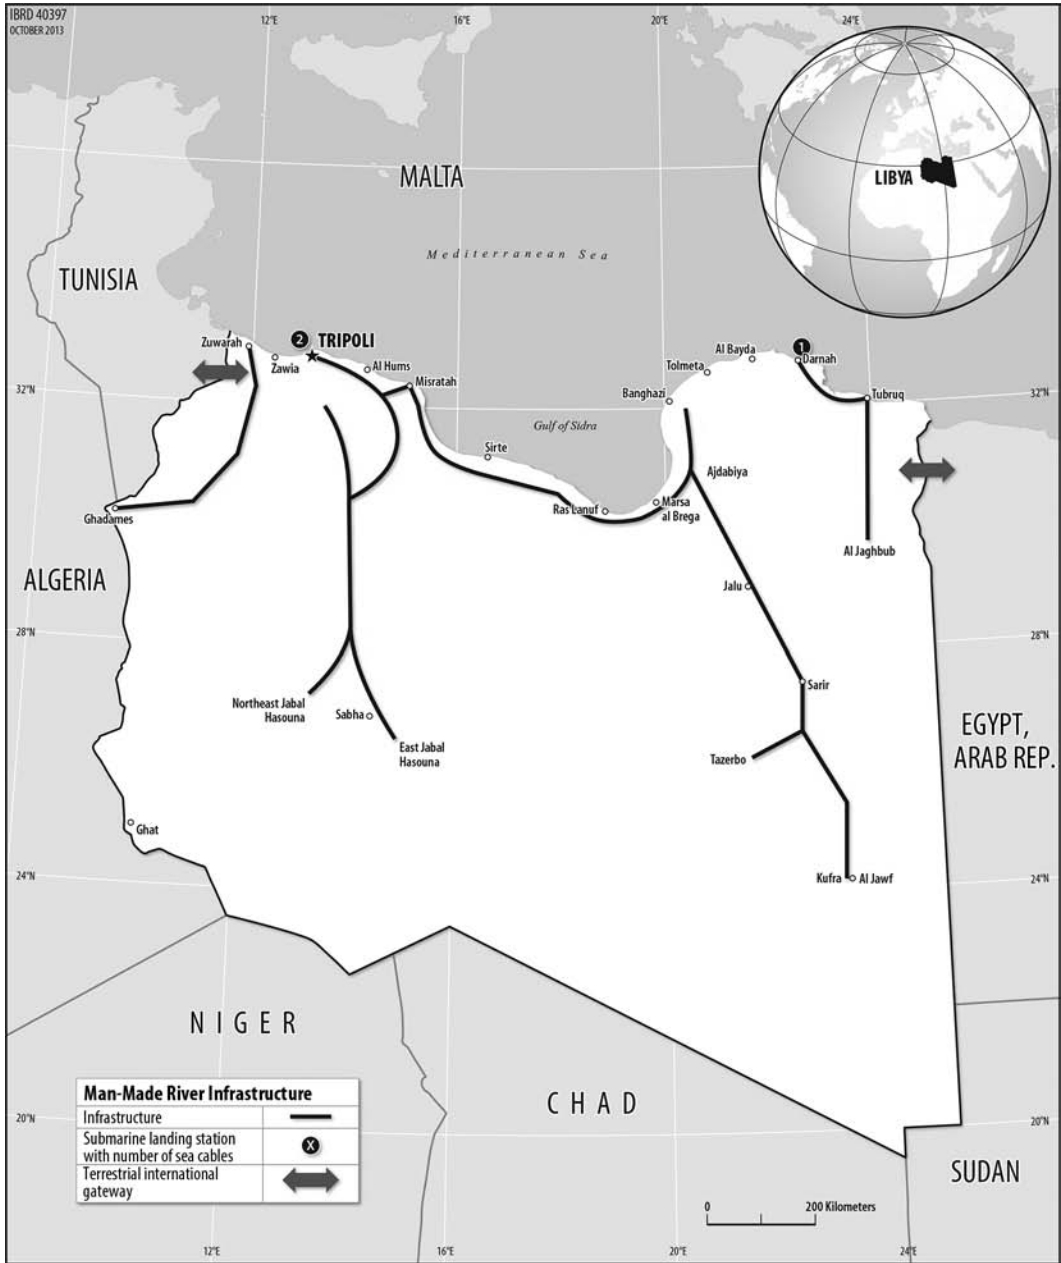 IBRD 40397
OCTOBER 2013
12°E
16°E
20°E
24°E
MALTA
LIBYA
Mediterranean Sea
TUNISIA
Zuwarah
2
TRIPOLI
Zawia
Al Hums
Misratah
Al Bayda
1
Darnah
Tolmeta
32°N
32°N
Banghazi
Tubruq
Gulf of Sidra
Sirte
Ajdabiya
Ghadames
Ras Lanuf
Marsa
al Brega
Al Jaghbub
ALGERIA
Jalu
28°N
28°N
Sarir
Northeast Jabal
Hasouna
Sabha
East Jabal
Hasouna
Tazerbo
EGYPT,
ARAB REP.
Ghat
24°N
Kufra
Al Jawf
24°N
NIGER
CHAD
Man-Made River Infrastructure
Infrastructure
Submarine landing station
with number of sea cables
X
Terrestrial international
gateway
20°N
20°N
SUDAN
0
200 Kilometers
12°E
16°E
20°E
24°E